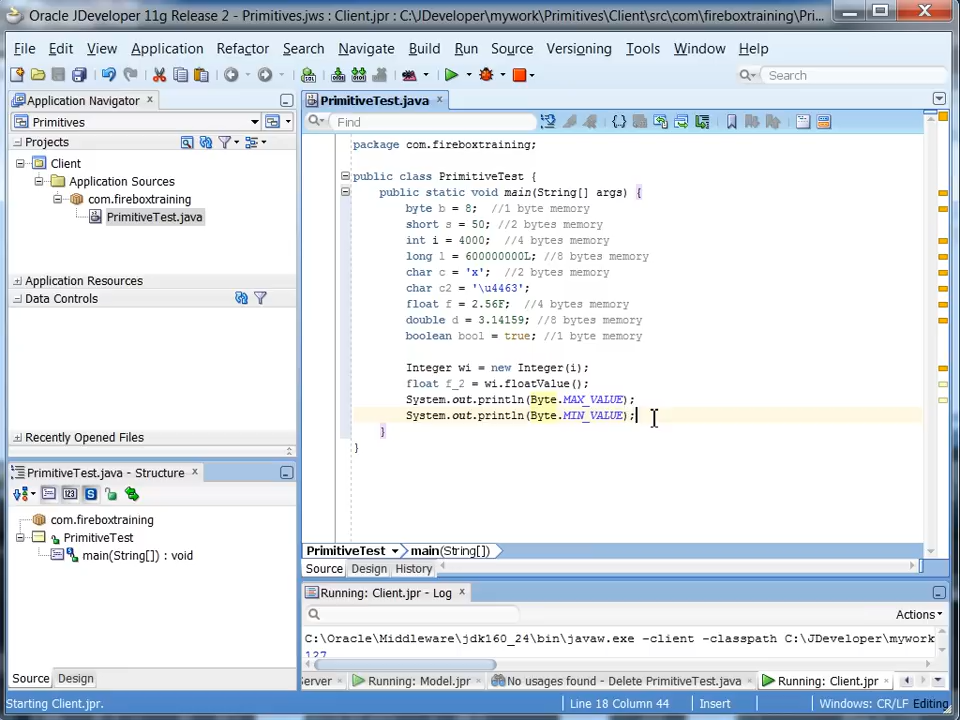 Oracle JDeveloper 11g Release 2 - Primitives.jws : Client.jpr : C:\JDeveloper\mywork\Primitives\Client\src\com\fireboxtraining\Pri...
File Edit View Application Refactor Search Navigate Build Run Source Versioning Tools Window Help
Search
Application Navigator
Primitives
Projects
Client
Application Sources
com.fireboxtraining
PrimitiveTest.java
Application Resources
Data Controls
Recently Opened Files
PrimitiveTest.java - Structure
com.fireboxtraining
PrimitiveTest
main(String[]) : void
Source Design
PrimitiveTest.java
Find
package com.fireboxtraining;
public class PrimitiveTest {
public static void main(String[] args) {
byte b = 8; //1 byte memory
short s = 50; //2 bytes memory
int i = 4000; //4 bytes memory
long l = 600000000L; //8 bytes memory
char c = 'x'; //2 bytes memory
char c2 = '\u4463';
float f = 2.56F; //4 bytes memory
double d = 3.14159; //8 bytes memory
boolean bool = true; //1 byte memory
Integer wi = new Integer(i);
float f_2 = wi.floatValue();
System.out.println(Byte.MAX_VALUE);
System.out.println(Byte.MIN_VALUE);
}
}
PrimitiveTest main(String[])
Source Design History
Running: Client.jpr - Log
Actions
C:\Oracle\Middleware\jdk160_24\bin\javaw.exe -client -classpath C:\JDeveloper\mywork
127
Server Running: Model.jpr No usages found - Delete PrimitiveTest.java Running: Client.jpr
Starting Client.jpr. Line 18 Column 44 Insert Windows: CR/LF Editing